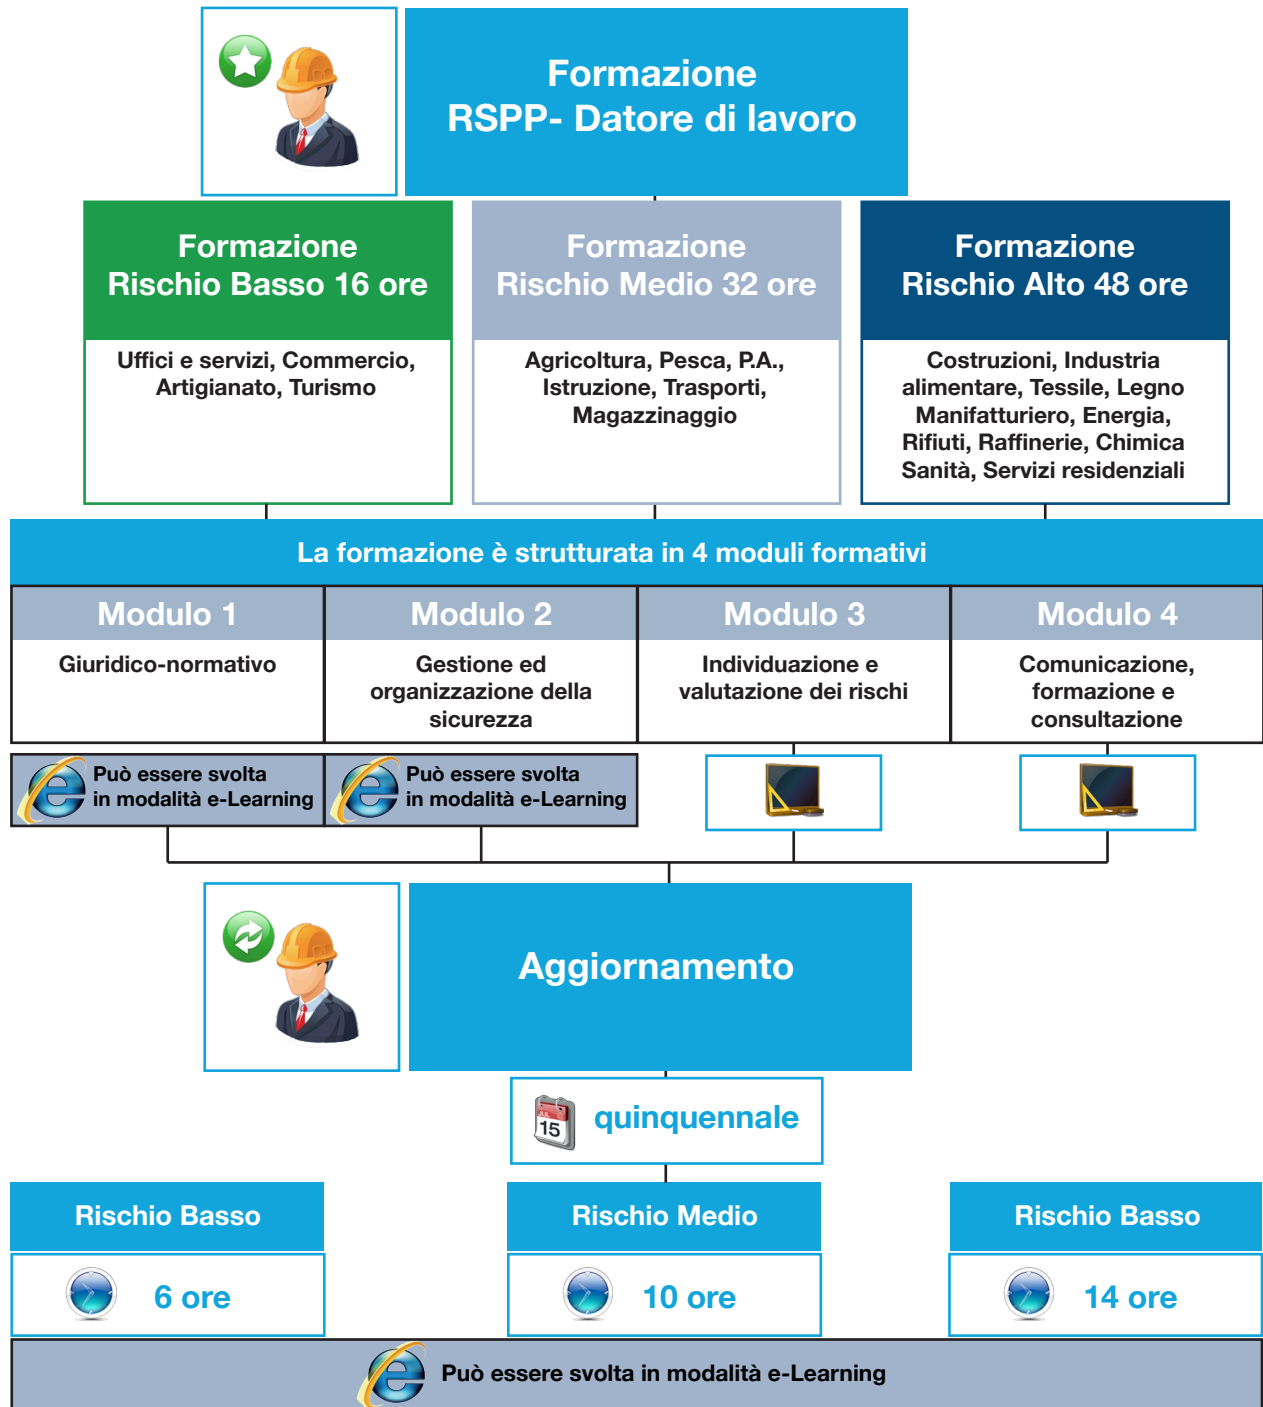 Formazione
RSPP- Datore di lavoro
Formazione
Rischio Basso 16 ore
Uffici e servizi, Commercio,
Artigianato, Turismo
Formazione
Rischio Medio 32 ore
Agricoltura, Pesca, P.A.,
Istruzione, Trasporti,
Magazzinaggio
Formazione
Rischio Alto 48 ore
Costruzioni, Industria
alimentare, Tessile, Legno
Manifatturiero, Energia,
Rifiuti, Raffinerie, Chimica
Sanità, Servizi residenziali
La formazione è strutturata in 4 moduli formativi
Modulo 1
Giuridico-normativo
Modulo 2
Gestione ed
organizzazione della
sicurezza
Modulo 3
Individuazione e
valutazione dei rischi
Modulo 4
Comunicazione,
formazione e
consultazione
Può essere svolta
in modalità e-Learning
Può essere svolta
in modalità e-Learning
Aggiornamento
JUL
15
quinquennale
Rischio Basso
6 ore
Rischio Medio
10 ore
Rischio Basso
14 ore
Può essere svolta in modalità e-Learning